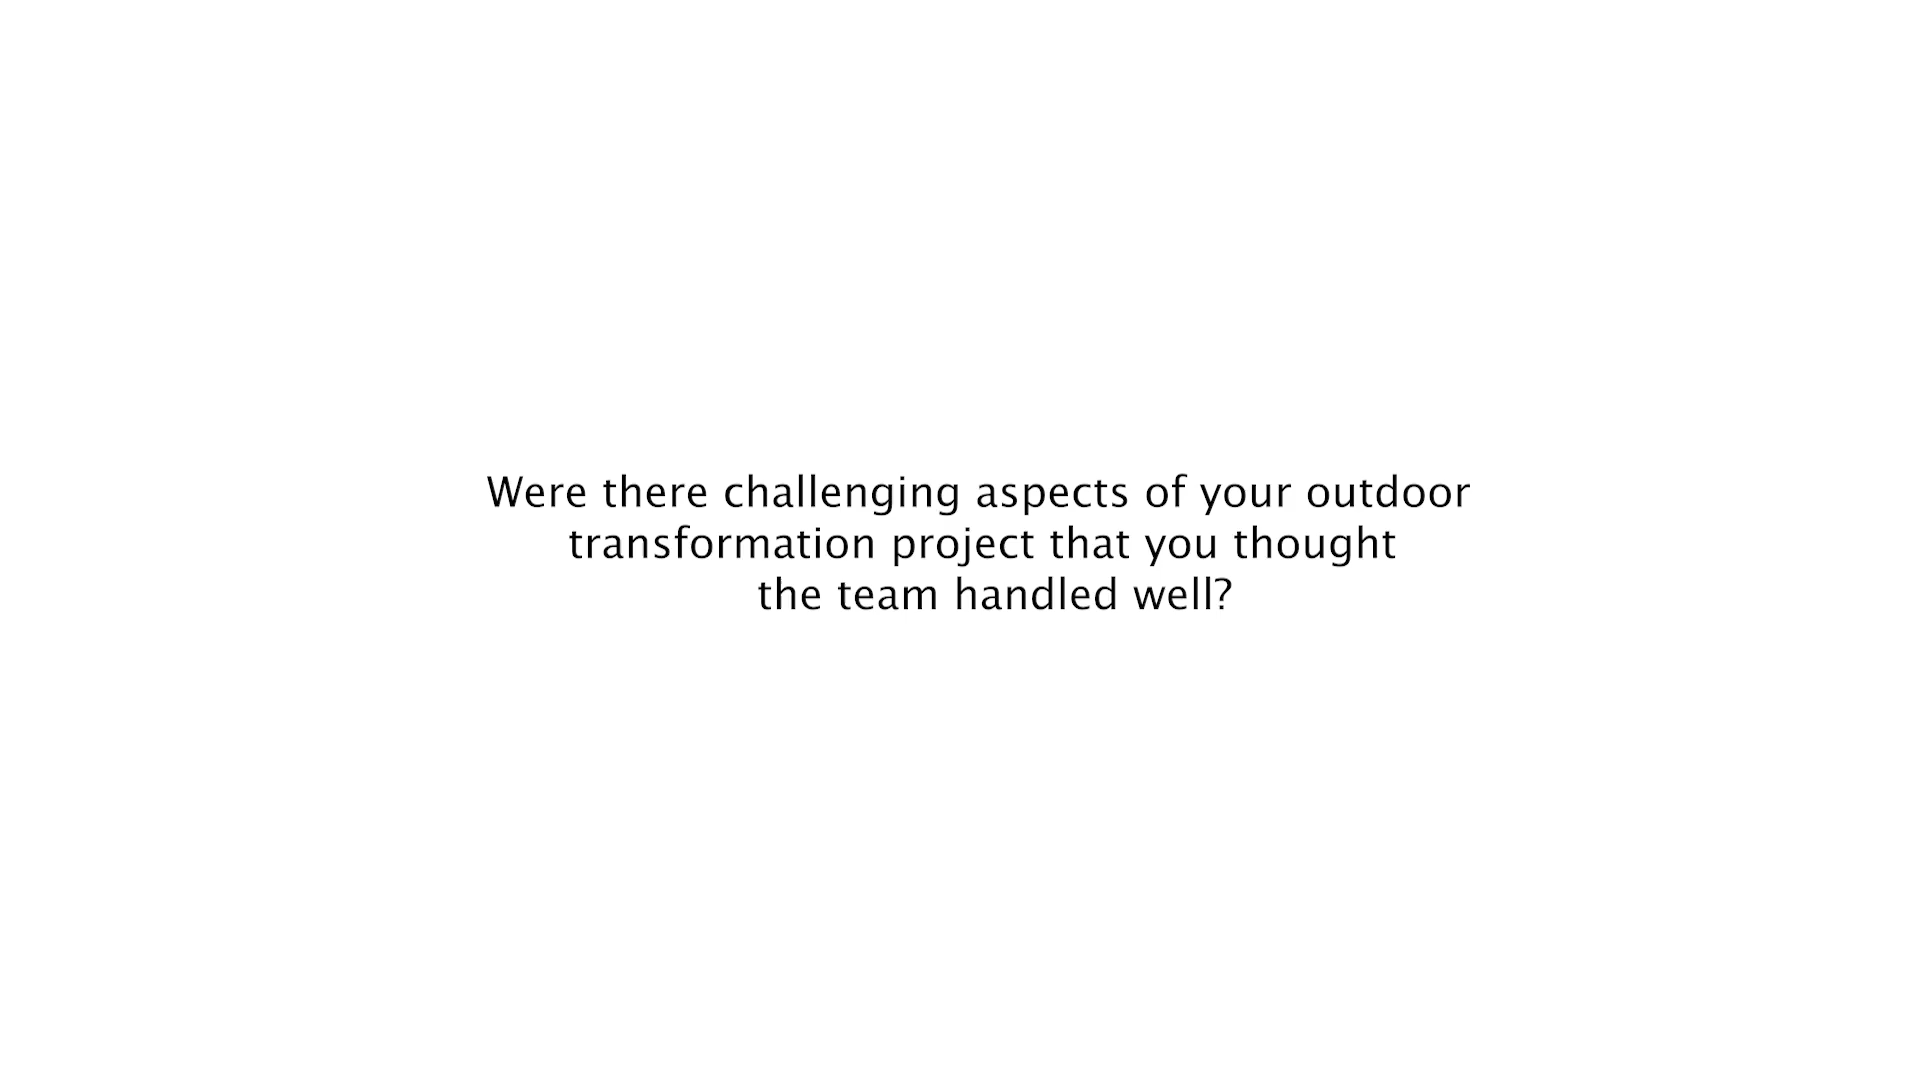 Were there challenging aspects of your outdoor
transformation project that you thought
the team handled well?